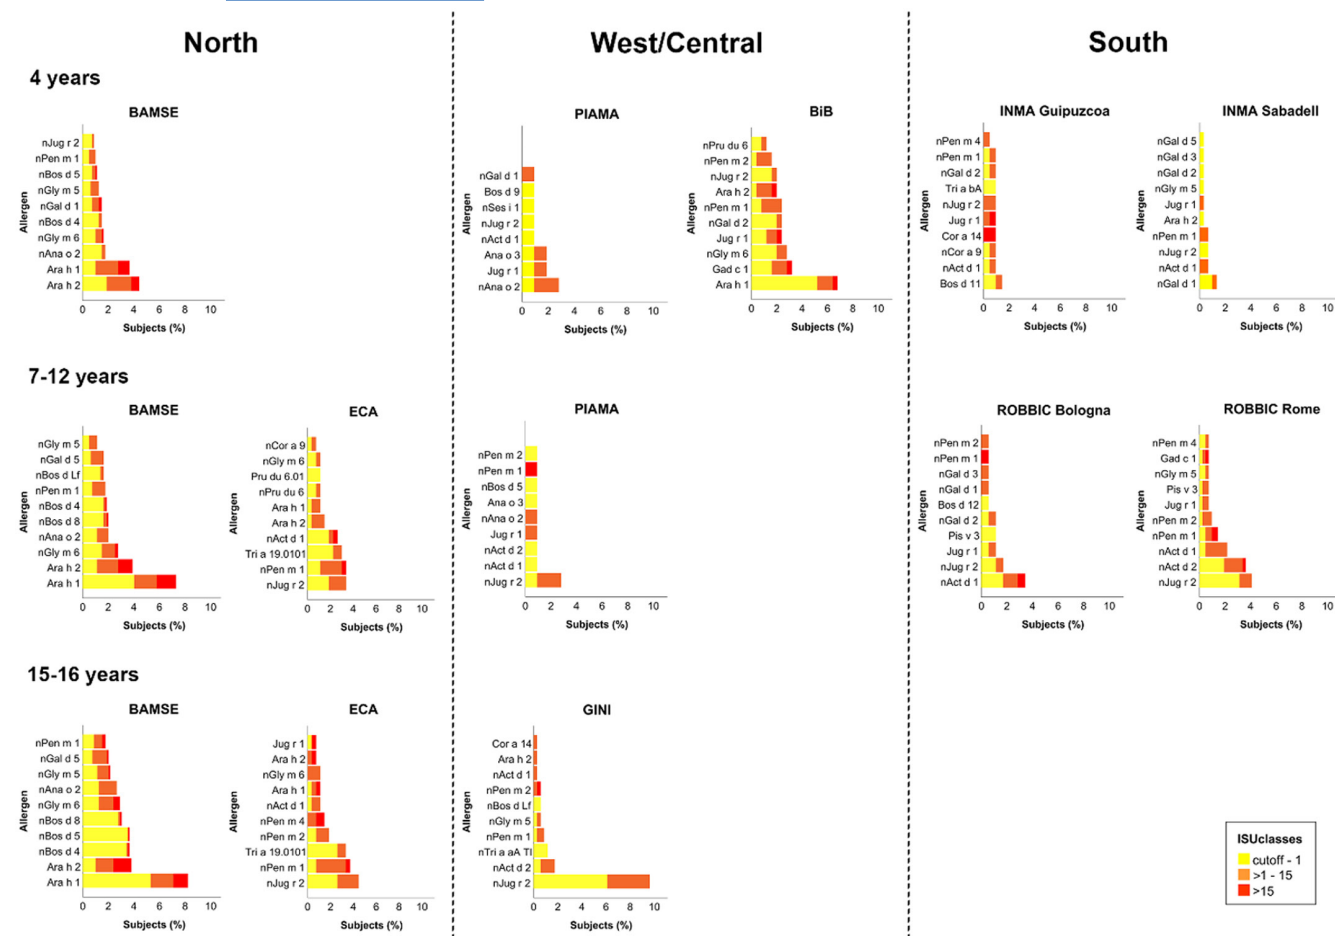 North
West/Central
South
4 years
BAMSE
Allergen
nJug r 2
nPen m 1
nBos d 5
nGly m 5
nGal d 1
nBos d 4
nGly m 6
nAna o 2
Ara h 1
Ara h 2
0 2 4 6 8 10
Subjects (%)
PIAMA
Allergen
nGal d 1
Bos d 9
nSes i 1
nJug r 2
nAct d 1
Ana o 3
Jug r 1
nAna o 2
0 2 4 6 8 10
Subjects (%)
BiB
Allergen
nPru du 6
nPen m 2
nJug r 2
Ara h 2
nPen m 1
nGal d 2
Jug r 1
nGly m 6
Gad c 1
Ara h 1
0 2 4 6 8 10
Subjects (%)
INMA Guipuzcoa
Allergen
nPen m 4
nPen m 1
nGal d 2
Tri a bA
nJug r 2
Jug r 1
Cor a 14
nCor a 9
nAct d 1
Bos d 11
0 2 4 6 8 10
Subjects (%)
INMA Sabadell
Allergen
nGal d 5
nGal d 3
nGal d 2
nGly m 5
Jug r 1
Ara h 2
nPen m 1
nJug r 2
nAct d 1
nGal d 1
0 2 4 6 8 10
Subjects (%)
7-12 years
BAMSE
Allergen
nGly m 5
nGal d 5
nBos d Lf
nPen m 1
nBos d 4
nBos d 8
nAna o 2
nGly m 6
Ara h 2
Ara h 1
0 2 4 6 8 10
Subjects (%)
ECA
Allergen
nCor a 9
nGly m 6
Pru du 6.01
nPru du 6
Ara h 1
Ara h 2
nAct d 1
Tri a 19.0101
nPen m 1
nJug r 2
0 2 4 6 8 10
Subjects (%)
PIAMA
Allergen
nPen m 2
nPen m 1
nBos d 5
Ana o 3
nAna o 2
Jug r 1
nAct d 2
nAct d 1
nJug r 2
0 2 4 6 8 10
Subjects (%)
ROBBIC Bologna
Allergen
nPen m 2
nPen m 1
nGal d 3
nGal d 1
Bos d 12
nGal d 2
Pis v 3
Jug r 1
nJug r 2
nAct d 1
0 2 4 6 8 10
Subjects (%)
ROBBIC Rome
Allergen
nPen m 4
Gad c 1
nGly m 5
Pis v 3
Jug r 1
nPen m 2
nPen m 1
nAct d 1
nAct d 2
nJug r 2
0 2 4 6 8 10
Subjects (%)
15-16 years
BAMSE
Allergen
nPen m 1
nGal d 5
nGly m 5
nAna o 2
nGly m 6
nBos d 8
nBos d 5
nBos d 4
Ara h 2
Ara h 1
0 2 4 6 8 10
Subjects (%)
ECA
Allergen
Jug r 1
Ara h 2
nGly m 6
Ara h 1
nAct d 1
nPen m 4
nPen m 2
Tri a 19.0101
nPen m 1
nJug r 2
0 2 4 6 8 10
Subjects (%)
GINI
Allergen
Cor a 14
Ara h 2
nAct d 1
nPen m 2
nBos d Lf
nGly m 5
nPen m 1
nTri a aA TI
nAct d 2
nJug r 2
0 2 4 6 8 10
Subjects (%)
ISUclasses
cutoff - 1
>1 - 15
>15